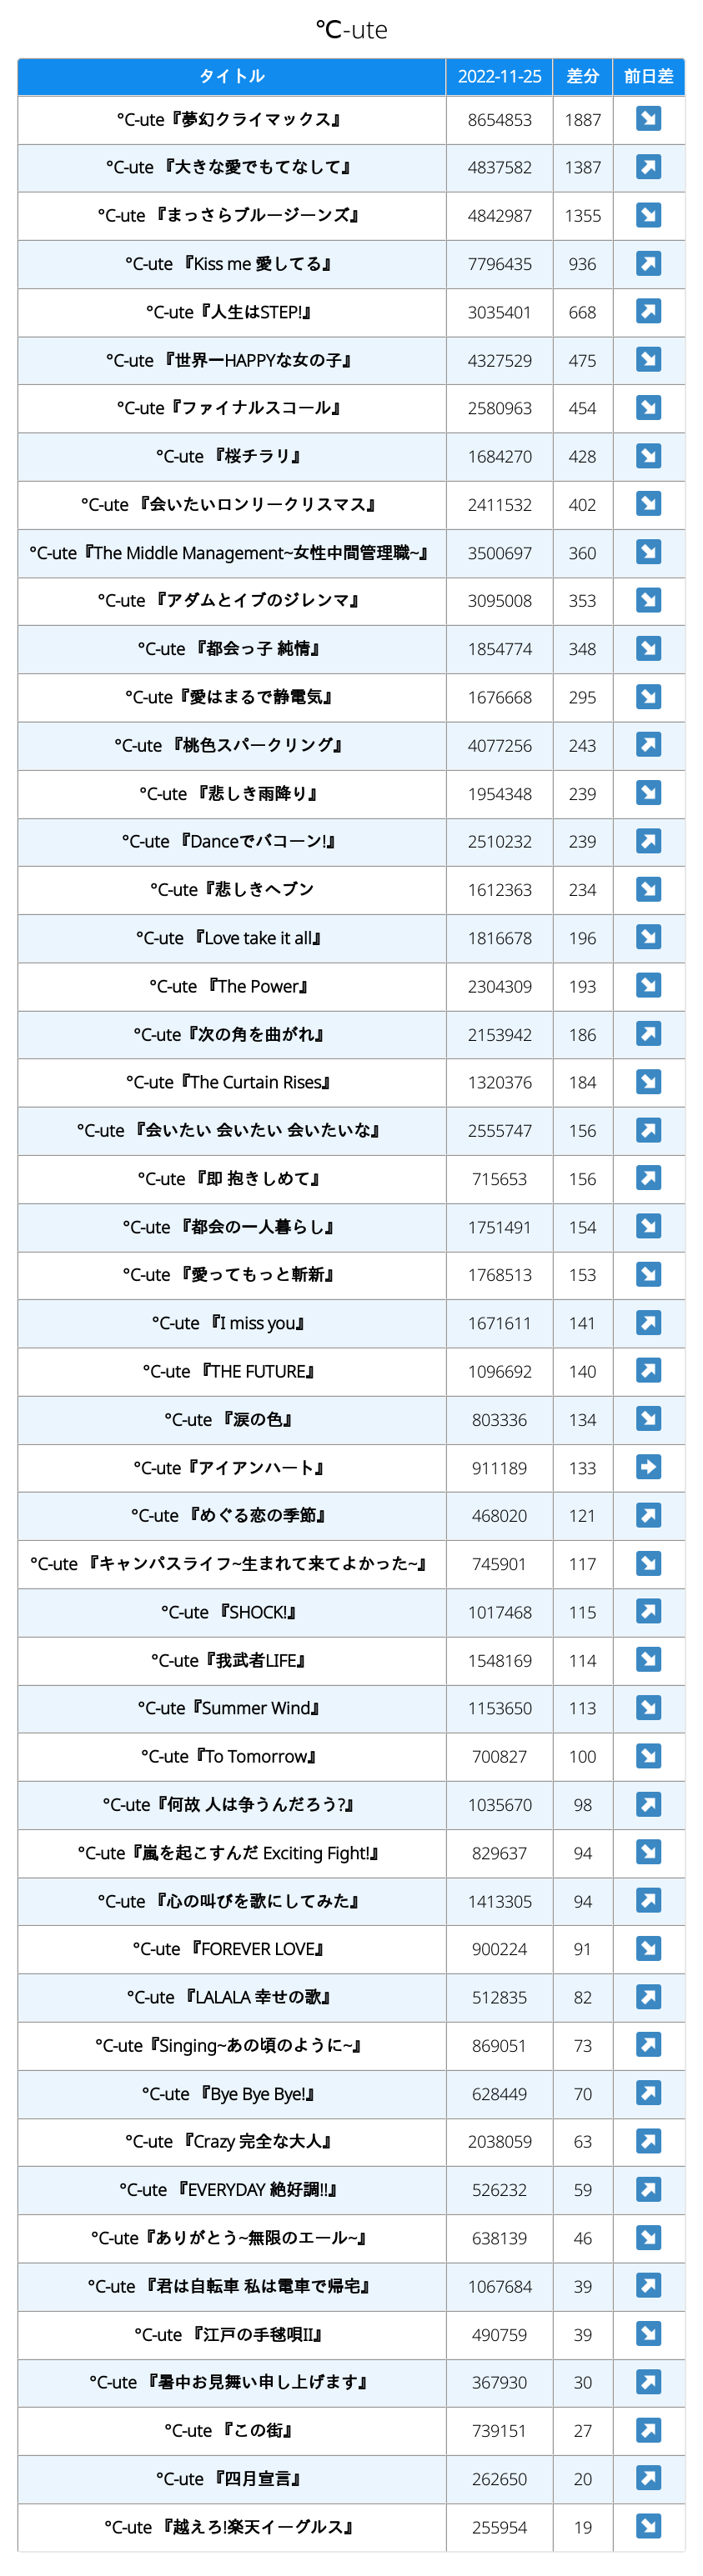 ℃-ute
タイトル 2022-11-25 差分 前日差
°C-ute『夢幻クライマックス』 8654853 1887 ↘
°C-ute 『大きな愛でもてなして』 4837582 1387 ↗
°C-ute 『まっさらブルージーンズ』 4842987 1355 ↘
°C-ute 『Kiss me 愛してる』 7796435 936 ↗
°C-ute『人生はSTEP!』 3035401 668 ↗
°C-ute 『世界一HAPPYな女の子』 4327529 475 ↘
°C-ute『ファイナルスコール』 2580963 454 ↘
°C-ute 『桜チラリ』 1684270 428 ↘
°C-ute 『会いたいロンリークリスマス』 2411532 402 ↘
°C-ute『The Middle Management~女性中間管理職~』 3500697 360 ↘
°C-ute 『アダムとイブのジレンマ』 3095008 353 ↘
°C-ute 『都会っ子 純情』 1854774 348 ↘
°C-ute『愛はまるで静電気』 1676668 295 ↘
°C-ute 『桃色スパークリング』 4077256 243 ↗
°C-ute 『悲しき雨降り』 1954348 239 ↘
°C-ute 『Danceでバコーン!』 2510232 239 ↗
°C-ute『悲しきヘブン 1612363 234 ↘
°C-ute 『Love take it all』 1816678 196 ↘
°C-ute 『The Power』 2304309 193 ↘
°C-ute『次の角を曲がれ』 2153942 186 ↗
°C-ute『The Curtain Rises』 1320376 184 ↘
°C-ute 『会いたい 会いたい 会いたいな』 2555747 156 ↗
°C-ute 『即 抱きしめて』 715653 156 ↗
°C-ute 『都会の一人暮らし』 1751491 154 ↘
°C-ute 『愛ってもっと斬新』 1768513 153 ↘
°C-ute 『I miss you』 1671611 141 ↗
°C-ute 『THE FUTURE』 1096692 140 ↗
°C-ute 『涙の色』 803336 134 ↘
°C-ute『アイアンハート』 911189 133 →
°C-ute 『めぐる恋の季節』 468020 121 ↗
°C-ute 『キャンパスライフ~生まれて来てよかった~』 745901 117 ↘
°C-ute 『SHOCK!』 1017468 115 ↗
°C-ute『我武者LIFE』 1548169 114 ↘
°C-ute『Summer Wind』 1153650 113 ↘
°C-ute『To Tomorrow』 700827 100 ↘
°C-ute『何故 人は争うんだろう?』 1035670 98 ↗
°C-ute『嵐を起こすんだ Exciting Fight!』 829637 94 ↘
°C-ute 『心の叫びを歌にしてみた』 1413305 94 ↗
°C-ute 『FOREVER LOVE』 900224 91 ↘
°C-ute 『LALALA 幸せの歌』 512835 82 ↗
°C-ute『Singing~あの頃のように~』 869051 73 ↗
°C-ute 『Bye Bye Bye!』 628449 70 ↗
°C-ute 『Crazy 完全な大人』 2038059 63 ↗
°C-ute 『EVERYDAY 絶好調!!』 526232 59 ↗
°C-ute『ありがとう~無限のエール~』 638139 46 ↘
°C-ute 『君は自転車 私は電車で帰宅』 1067684 39 ↗
°C-ute 『江戸の手毬唄II』 490759 39 ↘
°C-ute 『暑中お見舞い申し上げます』 367930 30 ↗
°C-ute 『この街』 739151 27 ↗
°C-ute 『四月宣言』 262650 20 ↗
°C-ute 『越えろ!楽天イーグルス』 255954 19 ↘